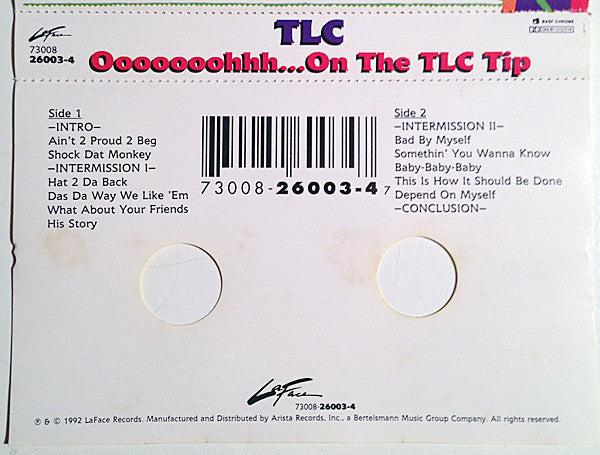 LaFace
73008
26003-4
TLC
Ooooooohhh...On The TLC Tip
BASF CHROME
DOLBY SYSTEM
Side 1
—INTRO—
Ain't 2 Proud 2 Beg
Shock Dat Monkey
—INTERMISSION I—
Hat 2 Da Back
Das Da Way We Like 'Em
What About Your Friends
His Story
73008-26003-4 7
Side 2
—INTERMISSION II—
Bad By Myself
Somethin' You Wanna Know
Baby-Baby-Baby
This Is How It Should Be Done
Depend On Myself
—CONCLUSION—
LaFace
73008-26003-4
℗ & © 1992 LaFace Records. Manufactured and Distributed by Arista Records, Inc., a Bertelsmann Music Group Company. All rights reserved.